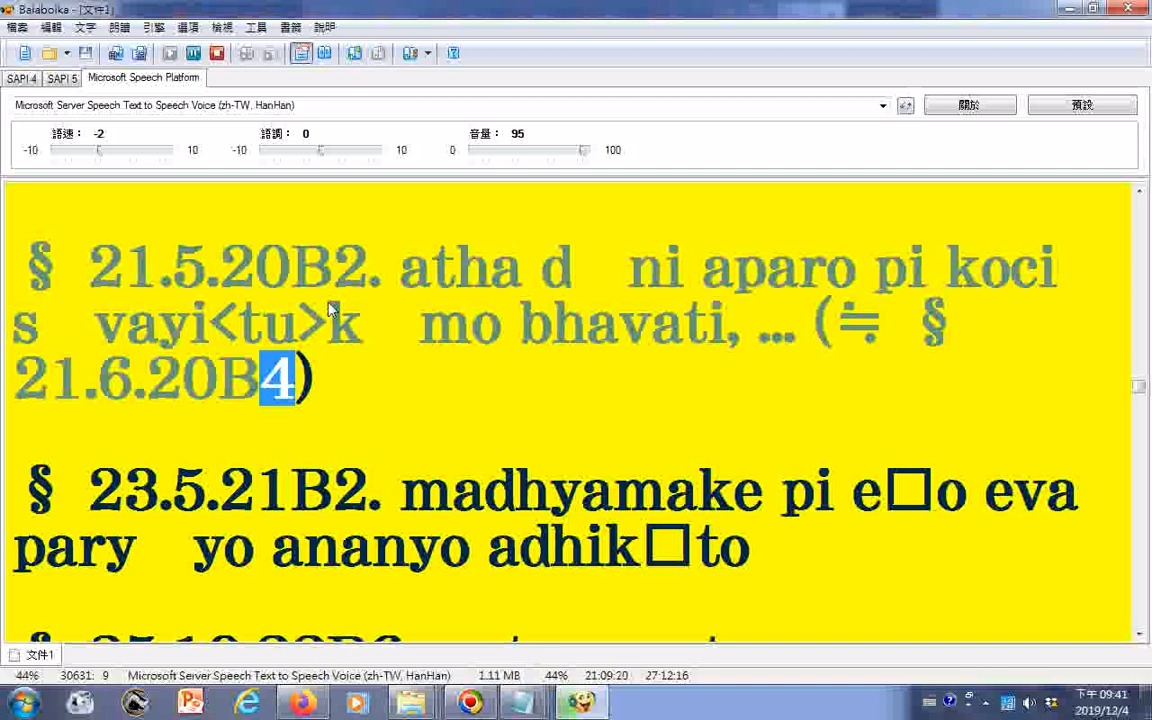 Balabolka - [文件1]
檔案 編輯 文字 朗讀 引擎 選項 檢視 工具 書籤 說明
SAPI 4 SAPI 5 Microsoft Speech Platform
Microsoft Server Speech Text to Speech Voice (zh-TW, HanHan) 關於 預設
語速： -2 語調： 0 音量： 95
-10 10 -10 10 0 100
§ 21.5.20B2. atha d ni aparo pi koci
s vayi<tu>k mo bhavati, ... (≒ §
21.6.20B4)
§ 23.5.21B2. madhyamake pi e□o eva
pary yo ananyo adhik□to
文件1
44% 30631: 9 Microsoft Server Speech Text to Speech Voice (zh-TW, HanHan) 1.11 MB 44% 21:09:20 27:12:16
下午 09:41
2019/12/4